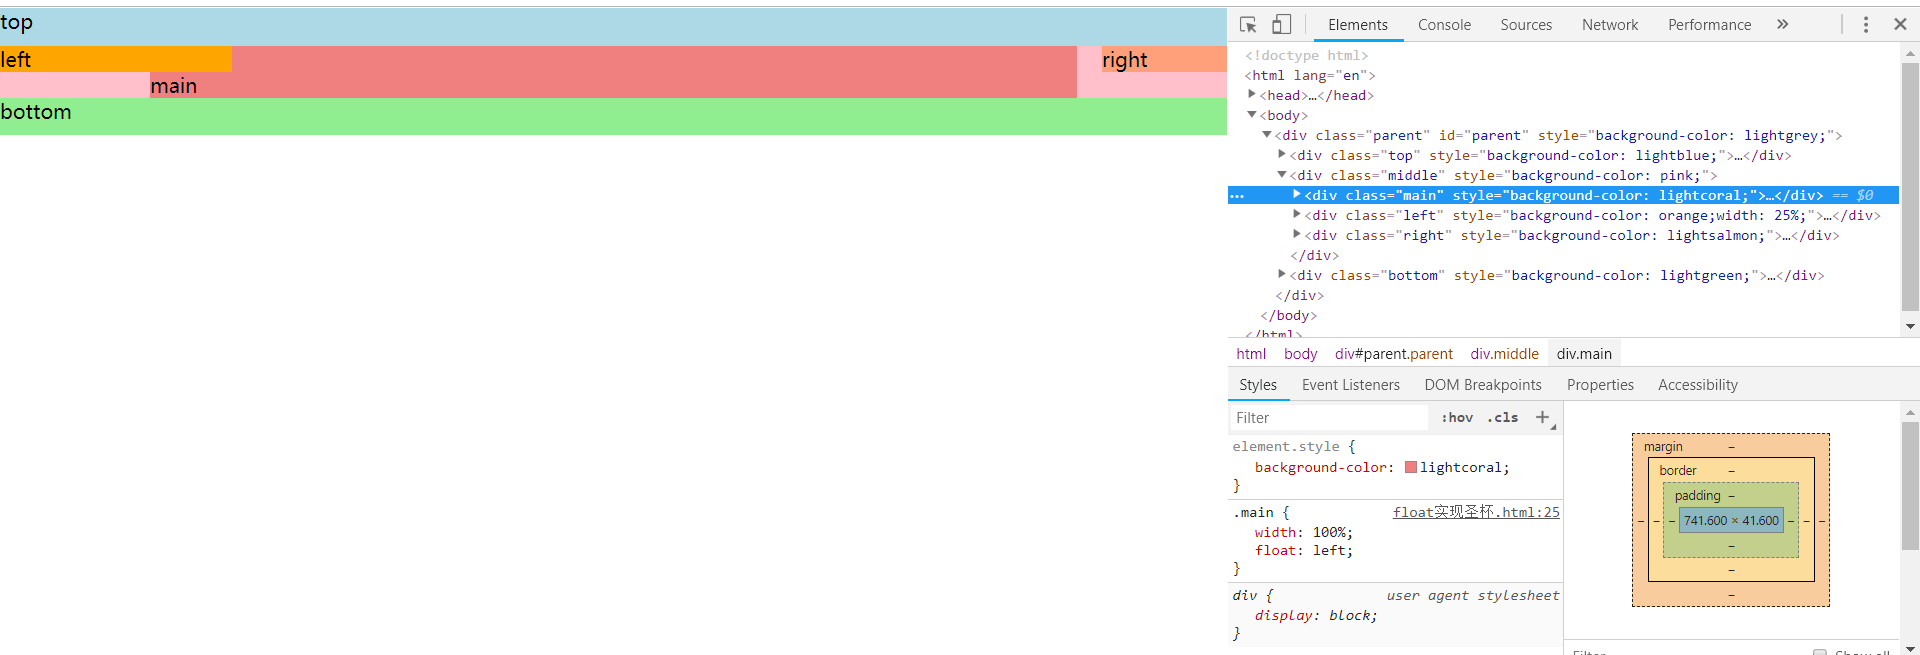 top
left
right
main
bottom
Elements Console Sources Network Performance »
<!doctype html>
<html lang="en">
<head>…</head>
<body>
<div class="parent" id="parent" style="background-color: lightgrey;">
<div class="top" style="background-color: lightblue;">…</div>
<div class="middle" style="background-color: pink;">
<div class="main" style="background-color: lightcoral;">…</div> == $0
<div class="left" style="background-color: orange;width: 25%;">…</div>
<div class="right" style="background-color: lightsalmon;">…</div>
</div>
<div class="bottom" style="background-color: lightgreen;">…</div>
</div>
</body>
</html>
html body div#parent.parent div.middle div.main
Styles Event Listeners DOM Breakpoints Properties Accessibility
Filter :hov .cls +
element.style {
background-color: lightcoral;
}
.main { float实现圣杯.html:25
width: 100%;
float: left;
}
div { user agent stylesheet
display: block;
}
margin –
border –
padding –
– – – 741.600 × 41.600 – – –
–
–
–
Filter Show all